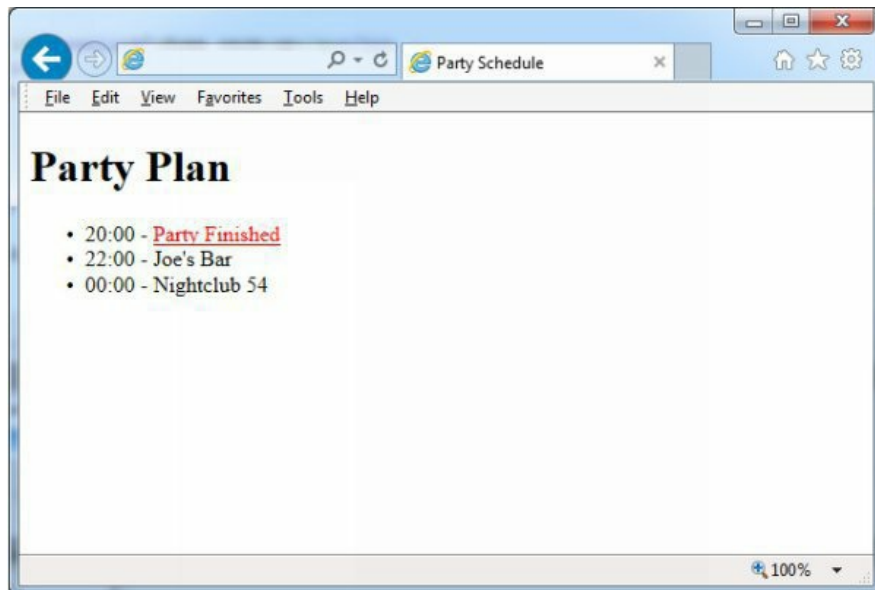 Party Schedule
File Edit View Favorites Tools Help
Party Plan
• 20:00 - Party Finished
• 22:00 - Joe's Bar
• 00:00 - Nightclub 54
100%